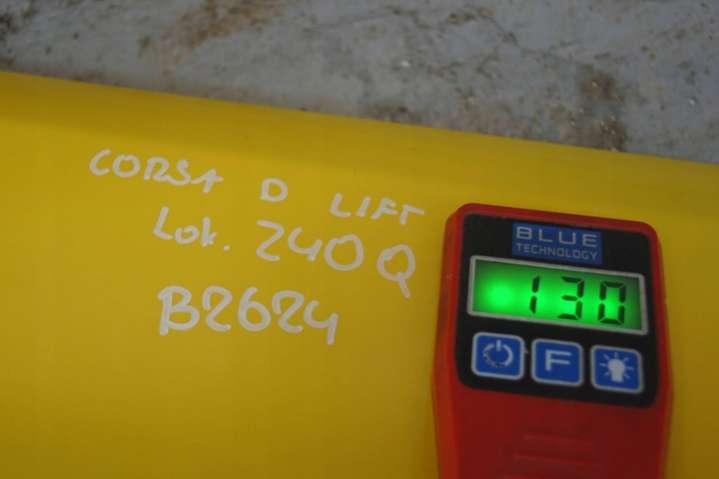 CORSA D LIFT
Lok. 240Q
B2624
BLUE
TECHNOLOGY
130
F